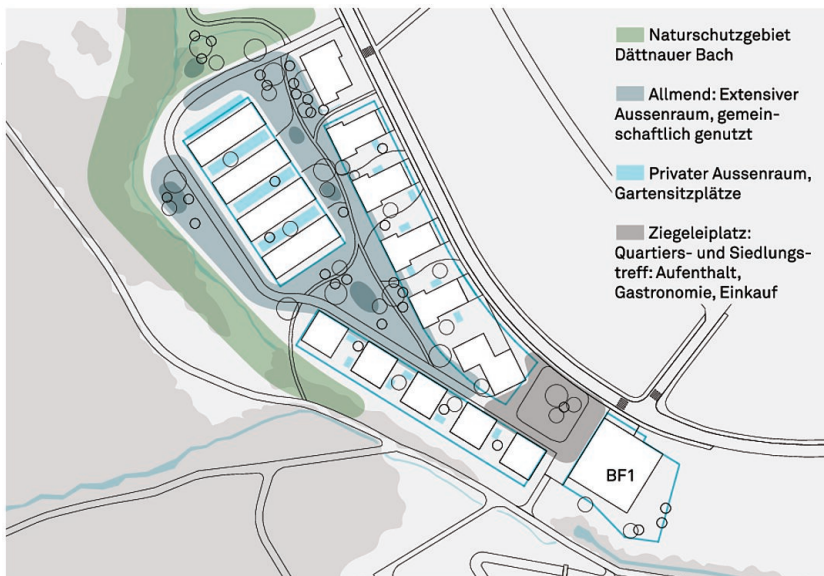 Naturschutzgebiet
Dättnauer Bach
Allmend: Extensiver
Aussenraum, gemein-
schaftlich genutzt
Privater Aussenraum,
Gartensitzplätze
Ziegeleiplatz:
Quartiers- und Siedlungs-
treff: Aufenthalt,
Gastronomie, Einkauf
BF1